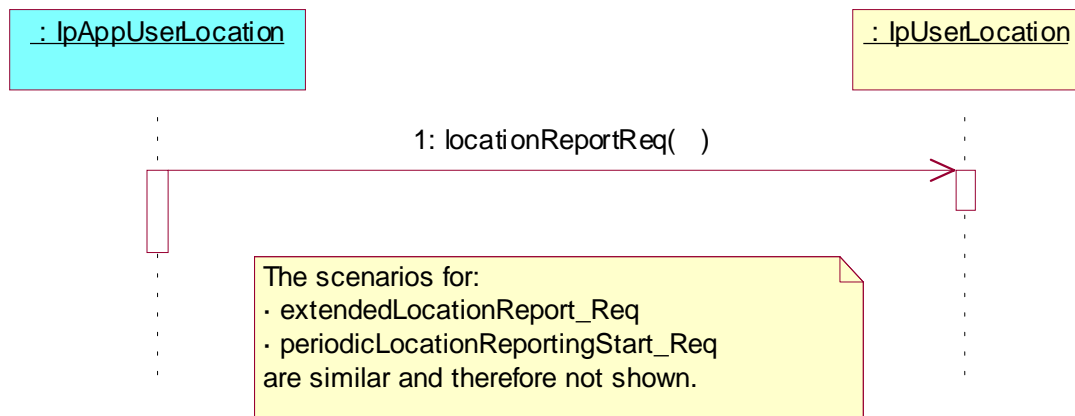 : IpAppUserLocation
: IpUserLocation
1: locationReportReq( )
The scenarios for:
· extendedLocationReport_Req
· periodicLocationReportingStart_Req
are similar and therefore not shown.